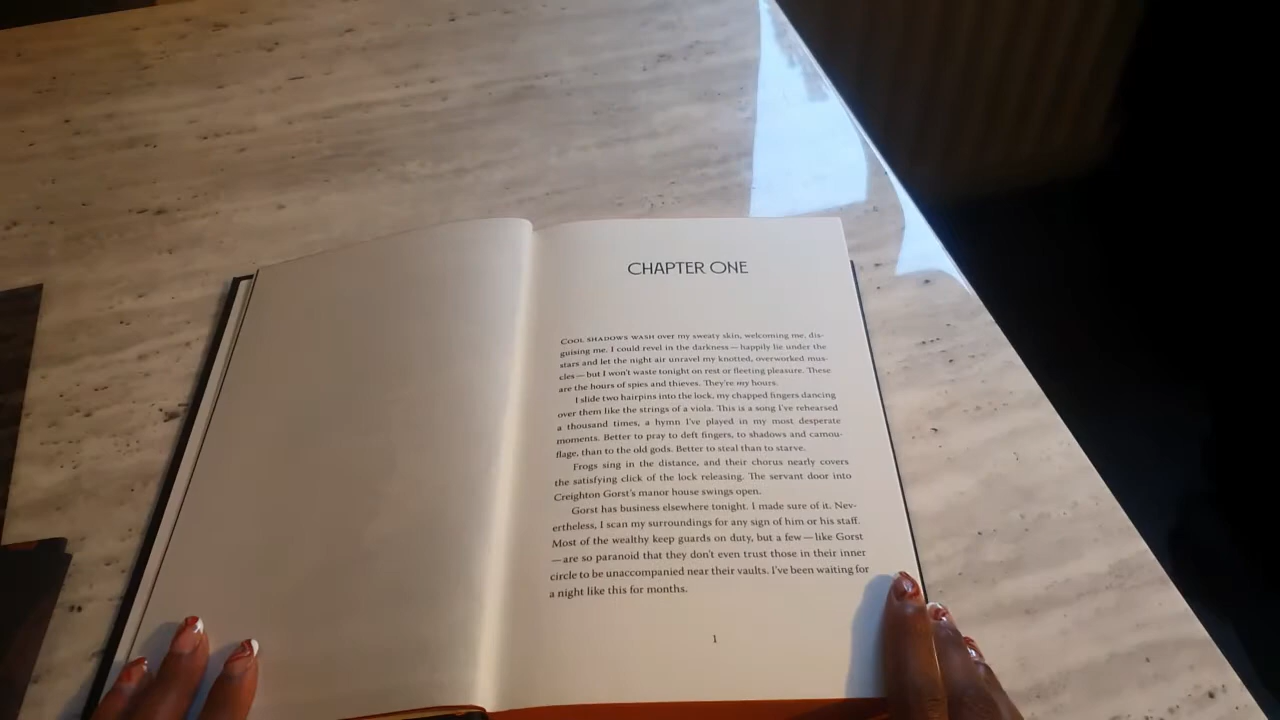 CHAPTER ONE
COOL SHADOWS WASH over my sweaty skin, welcoming me, dis-
guising me. I could revel in the darkness — happily lie under the
stars and let the night air unravel my knotted, overworked mus-
cles — but I won't waste tonight on rest or fleeting pleasure. These
are the hours of spies and thieves. They're my hours.
I slide two hairpins into the lock, my chapped fingers dancing
over them like the strings of a viola. This is a song I've rehearsed
a thousand times, a hymn I've played in my most desperate
moments. Better to pray to deft fingers, to shadows and camou-
flage, than to the old gods. Better to steal than to starve.
Frogs sing in the distance, and their chorus nearly covers
the satisfying click of the lock releasing. The servant door into
Creighton Gorst's manor house swings open.
Gorst has business elsewhere tonight. I made sure of it. Nev-
ertheless, I scan my surroundings for any sign of him or his staff.
Most of the wealthy keep guards on duty, but a few — like Gorst
— are so paranoid that they don't even trust those in their inner
circle to be unaccompanied near their vaults. I've been waiting for
a night like this for months.
1